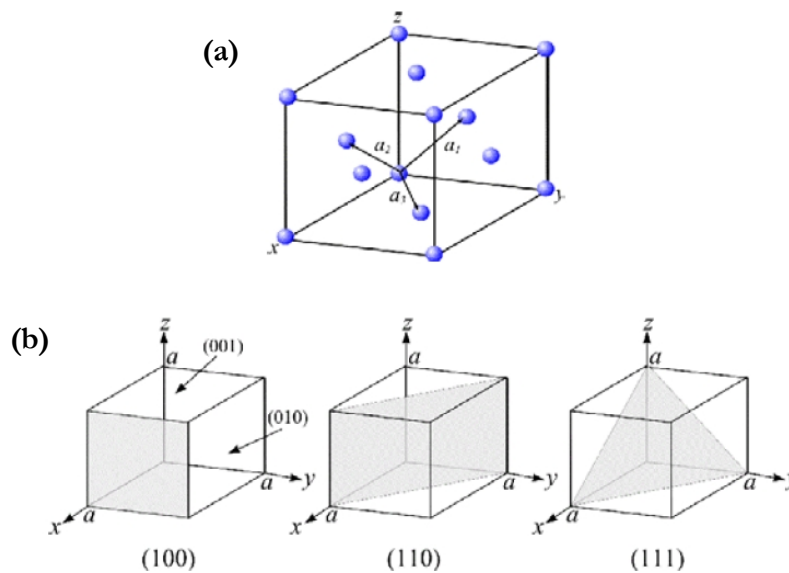 (a)
z
a₂ a₁
a₃
x y
(b)
z z z
a (001) a a
(010)
a y a y a y
x a x a x a
(100) (110) (111)